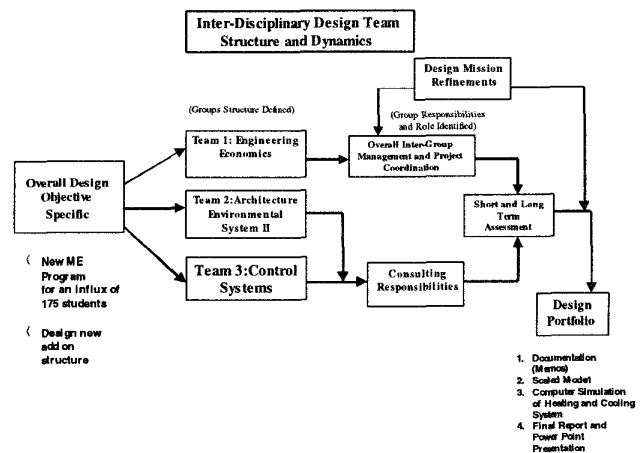 Inter-Disciplinary Design Team
Structure and Dynamics
Design Mission
Refinements
(Groups Structure Defined)
(Group Responsibilities
and Role Identified)
Team 1: Engineering
Economics
Overall Inter-Group
Management and Project
Coordination
Overall Design
Objective
Specific
Team 2:Architecture
Environmental
System II
Short and Long
Term
Assessment
Team 3:Control
Systems
Consulting
Responsibilities
Design
Portfolio
( New ME
Program
for an influx of
175 students
( Design new
add on
structure
1. Documentation
(Memos)
2. Scaled Model
3. Computer Simulation
of Heating and Cooling
System
4. Final Report and
Power Point
Presentation